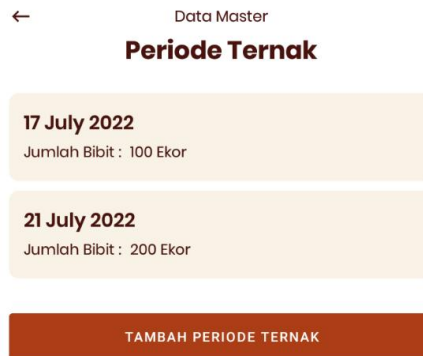 Data Master
Periode Ternak
17 July 2022
Jumlah Bibit : 100 Ekor
21 July 2022
Jumlah Bibit : 200 Ekor
TAMBAH PERIODE TERNAK